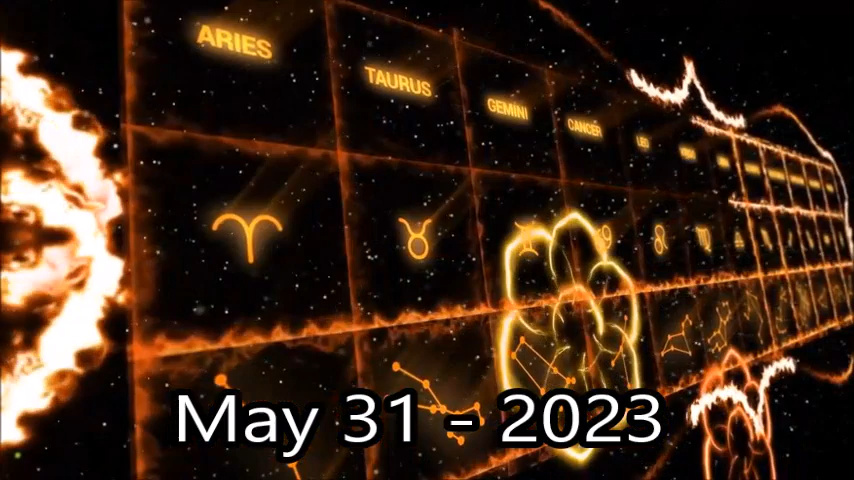 ARIES
TAURUS
GEMINI
CANCER
LEO
May 31 - 2023